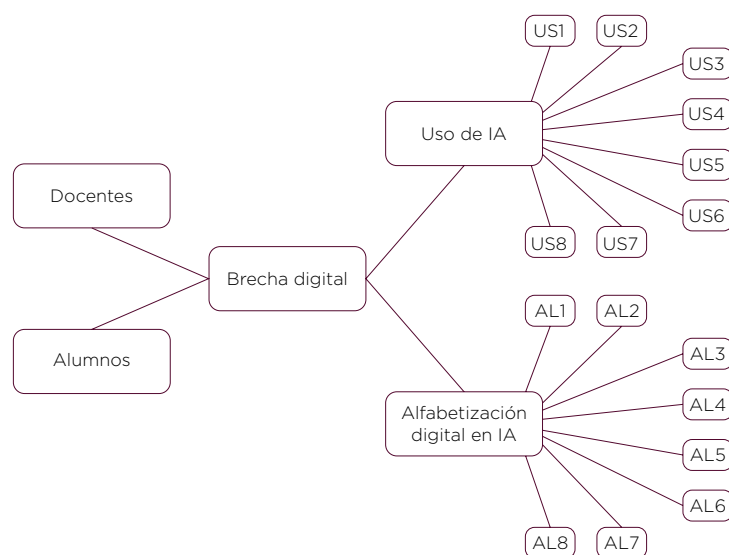 US1
US2
US3
Uso de IA
US4
US5
Docentes
US6
US8
US7
Brecha digital
AL1
AL2
Alumnos
AL3
Alfabetización
digital en IA
AL4
AL5
AL6
AL8
AL7